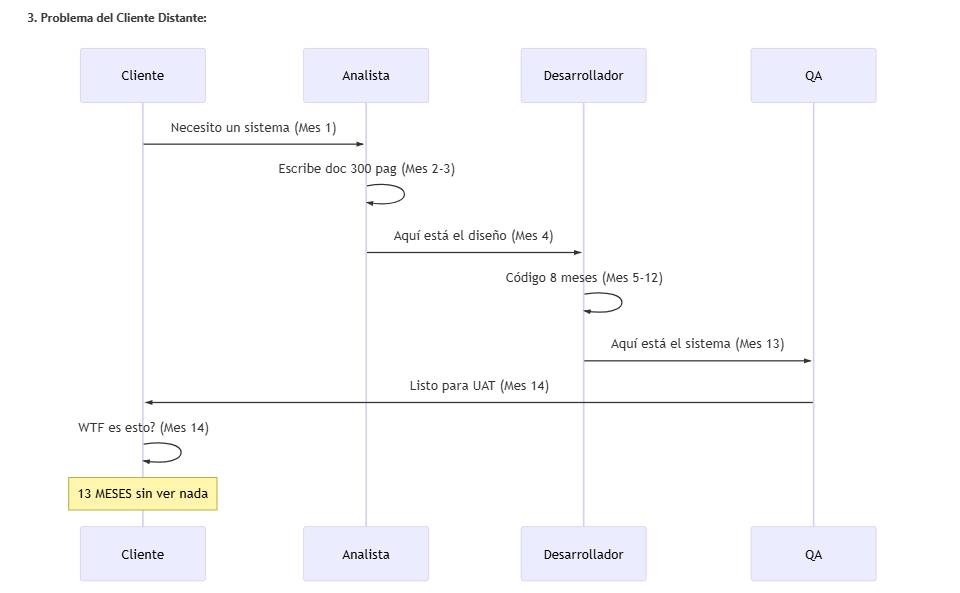 3. Problema del Cliente Distante:
Cliente
Analista
Desarrollador
QA
Necesito un sistema (Mes 1)
Escribe doc 300 pag (Mes 2-3)
Aquí está el diseño (Mes 4)
Código 8 meses (Mes 5-12)
Aquí está el sistema (Mes 13)
Listo para UAT (Mes 14)
WTF es esto? (Mes 14)
13 MESES sin ver nada
Cliente
Analista
Desarrollador
QA